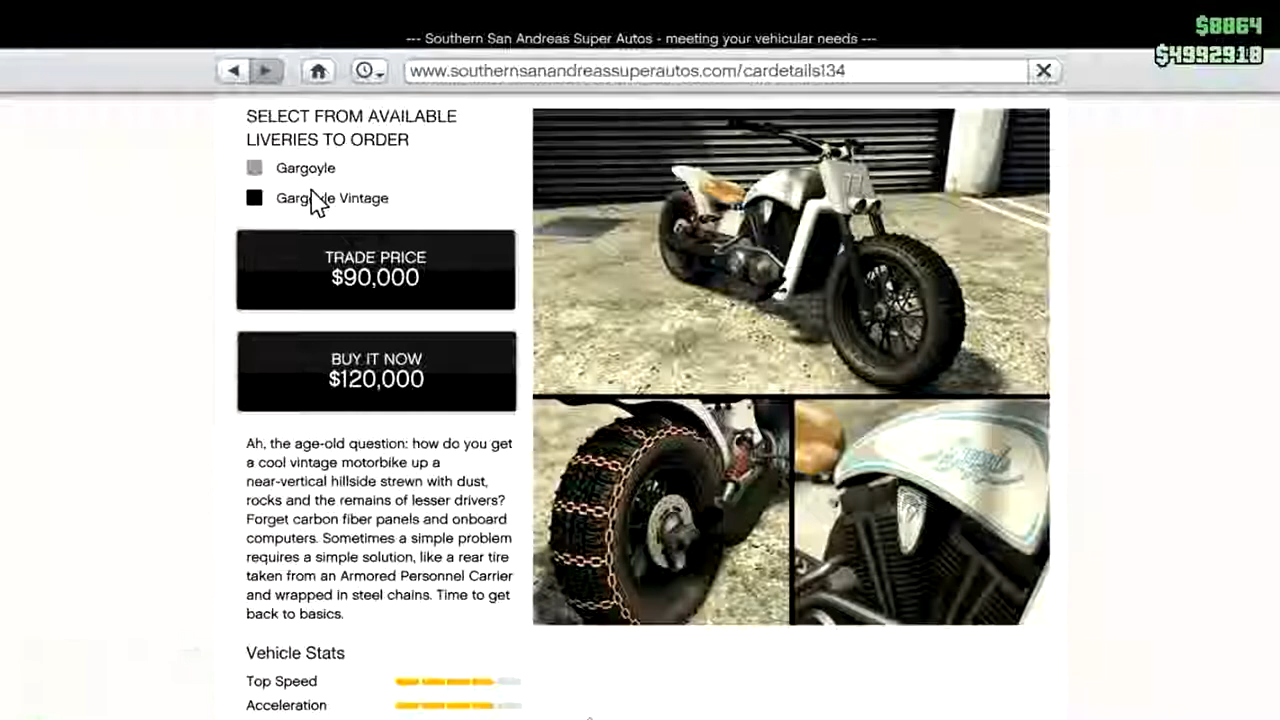 $8864
--- Southern San Andreas Super Autos - meeting your vehicular needs ---
$4992918
www.southernsanandreassuperautos.com/cardetails134
SELECT FROM AVAILABLE
LIVERIES TO ORDER
Gargoyle
Gargoyle Vintage
TRADE PRICE
$90,000
BUY IT NOW
$120,000
Ah, the age-old question: how do you get
a cool vintage motorbike up a
near-vertical hillside strewn with dust,
rocks and the remains of lesser drivers?
Forget carbon fiber panels and onboard
computers. Sometimes a simple problem
requires a simple solution, like a rear tire
taken from an Armored Personnel Carrier
and wrapped in steel chains. Time to get
back to basics.
Vehicle Stats
Top Speed
Acceleration
77